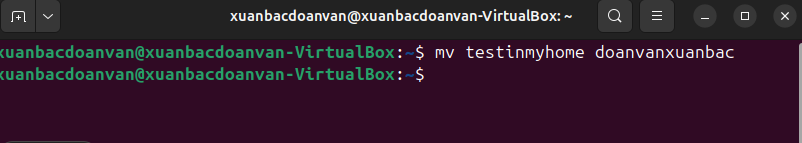 xuanbacdoanvan@xuanbacdoanvan-VirtualBox: ~
xuanbacdoanvan@xuanbacdoanvan-VirtualBox:~$ mv testinmyhome doanvanxuanbac
xuanbacdoanvan@xuanbacdoanvan-VirtualBox:~$